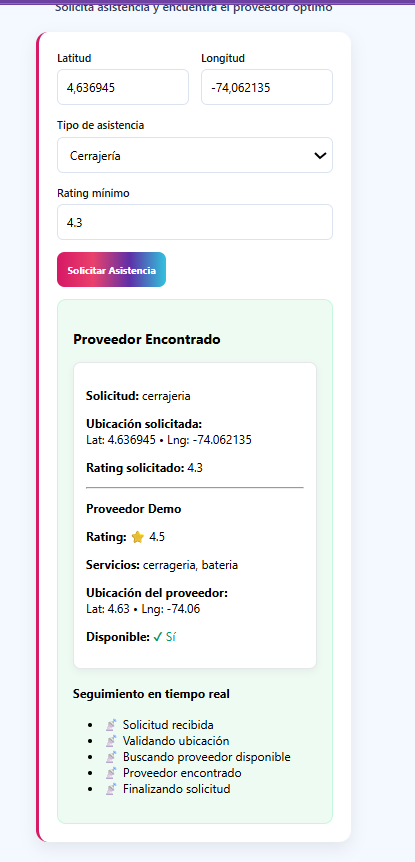 Solicita asistencia y encuentra el proveedor óptimo
Latitud
Longitud
4,636945
-74,062135
Tipo de asistencia
Cerrajería
Rating mínimo
4.3
Solicitar Asistencia
Proveedor Encontrado
Solicitud: cerrajeria
Ubicación solicitada:
Lat: 4.636945 • Lng: -74.062135
Rating solicitado: 4.3
Proveedor Demo
Rating: ⭐ 4.5
Servicios: cerrageria, bateria
Ubicación del proveedor:
Lat: 4.63 • Lng: -74.06
Disponible: ✓ Sí
Seguimiento en tiempo real
• 📡 Solicitud recibida
• 📡 Validando ubicación
• 📡 Buscando proveedor disponible
• 📡 Proveedor encontrado
• 📡 Finalizando solicitud